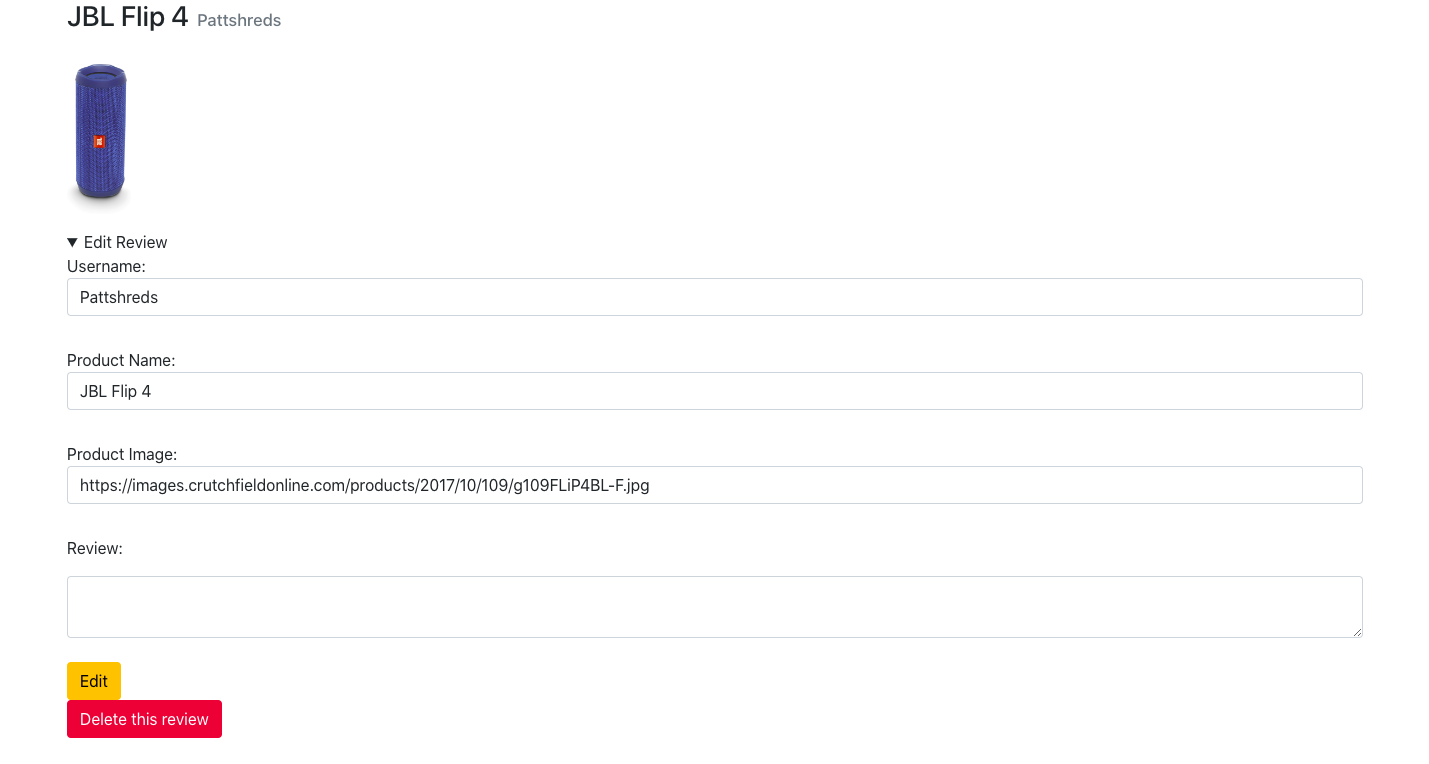 JBL Flip 4 Pattshreds
JBL
▼ Edit Review
Username:
Pattshreds
Product Name:
JBL Flip 4
Product Image:
https://images.crutchfieldonline.com/products/2017/10/109/g109FLiP4BL-F.jpg
Review:
Edit
Delete this review